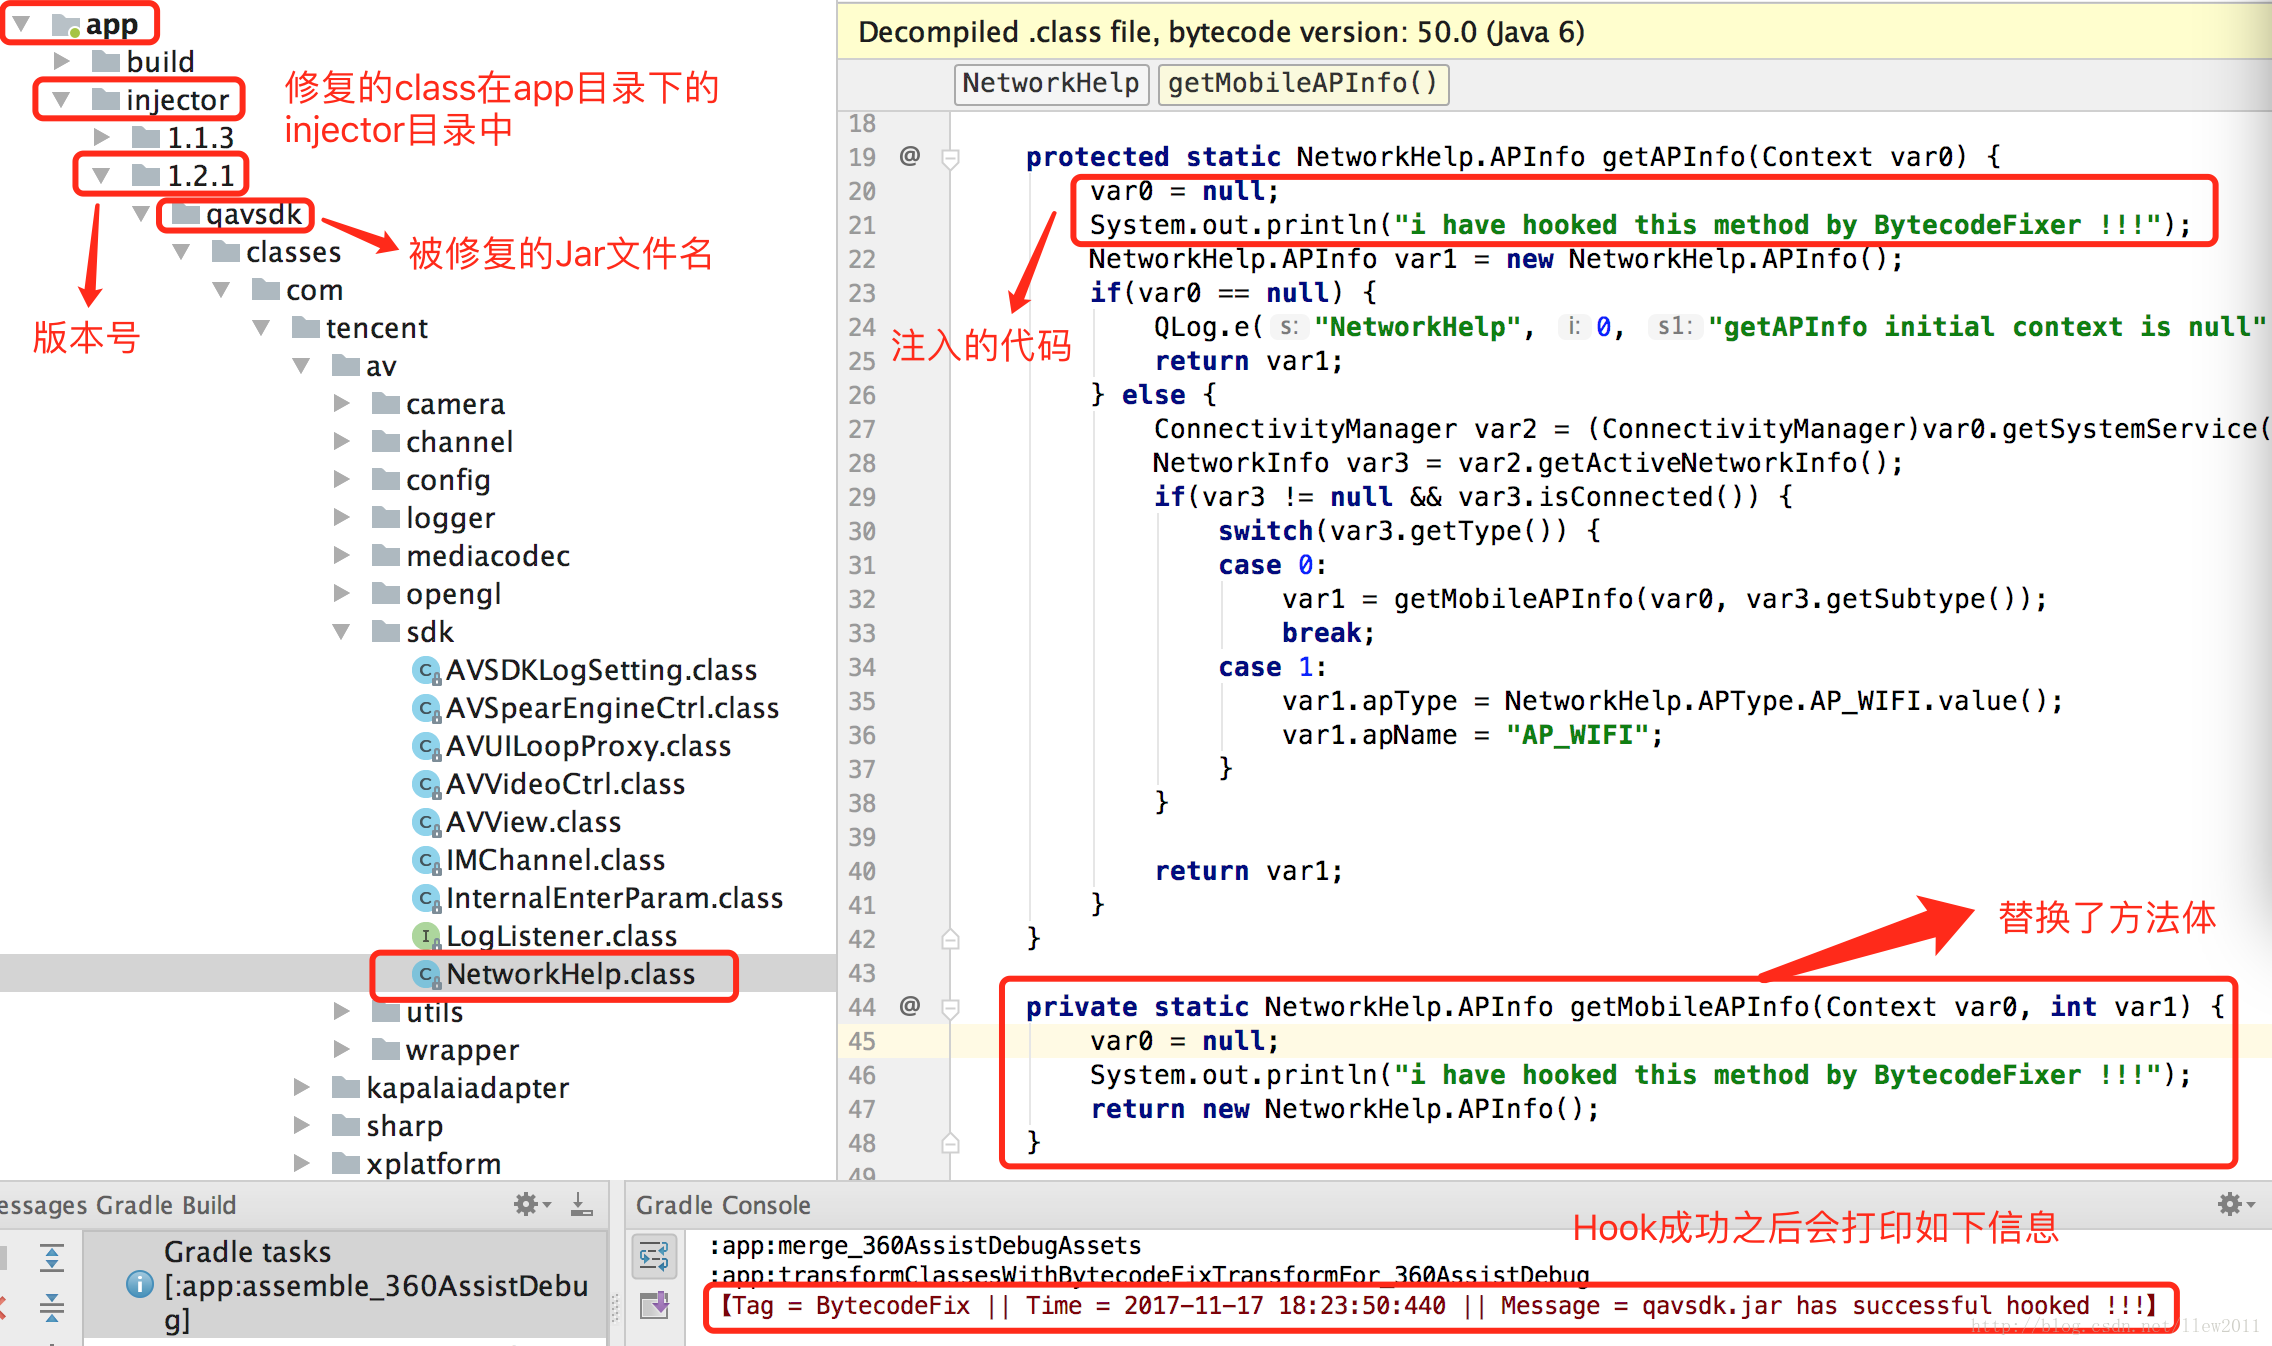 app
build
injector
1.1.3
1.2.1
qavsdk
classes
com
tencent
av
camera
channel
config
logger
mediacodec
opengl
sdk
AVSDKLogSetting.class
AVSpearEngineCtrl.class
AVUILoopProxy.class
AVVideoCtrl.class
AVView.class
IMChannel.class
InternalEnterParam.class
LogListener.class
NetworkHelp.class
utils
wrapper
kapalaiadapter
sharp
xplatform
修复的class在app目录下的
injector目录中
被修复的Jar文件名
版本号
Decompiled .class file, bytecode version: 50.0 (Java 6)
NetworkHelp getMobileAPInfo()
18
19 @ protected static NetworkHelp.APInfo getAPInfo(Context var0) {
20 var0 = null;
21 System.out.println("i have hooked this method by BytecodeFixer !!!");
22 NetworkHelp.APInfo var1 = new NetworkHelp.APInfo();
23 if(var0 == null) {
24 QLog.e( s: "NetworkHelp", i: 0, s1: "getAPInfo initial context is null"
25 return var1;
26 } else {
27 ConnectivityManager var2 = (ConnectivityManager)var0.getSystemService(
28 NetworkInfo var3 = var2.getActiveNetworkInfo();
29 if(var3 != null && var3.isConnected()) {
30 switch(var3.getType()) {
31 case 0:
32 var1 = getMobileAPInfo(var0, var3.getSubtype());
33 break;
34 case 1:
35 var1.apType = NetworkHelp.APType.AP_WIFI.value();
36 var1.apName = "AP_WIFI";
37 }
38 }
39
40 return var1;
41 }
42 }
43
44 @ private static NetworkHelp.APInfo getMobileAPInfo(Context var0, int var1) {
45 var0 = null;
46 System.out.println("i have hooked this method by BytecodeFixer !!!");
47 return new NetworkHelp.APInfo();
48 }
49
注入的代码
替换了方法体
essages Gradle Build
Gradle tasks
[:app:assemble_360AssistDebu
g]
Gradle Console
Hook成功之后会打印如下信息
:app:merge_360AssistDebugAssets
:app:transformClassesWithBytecodeFixTransformFor_360AssistDebug
【Tag = BytecodeFix || Time = 2017-11-17 18:23:50:440 || Message = qavsdk.jar has successful hooked !!!】
http://blog.csdn.net/llew2011